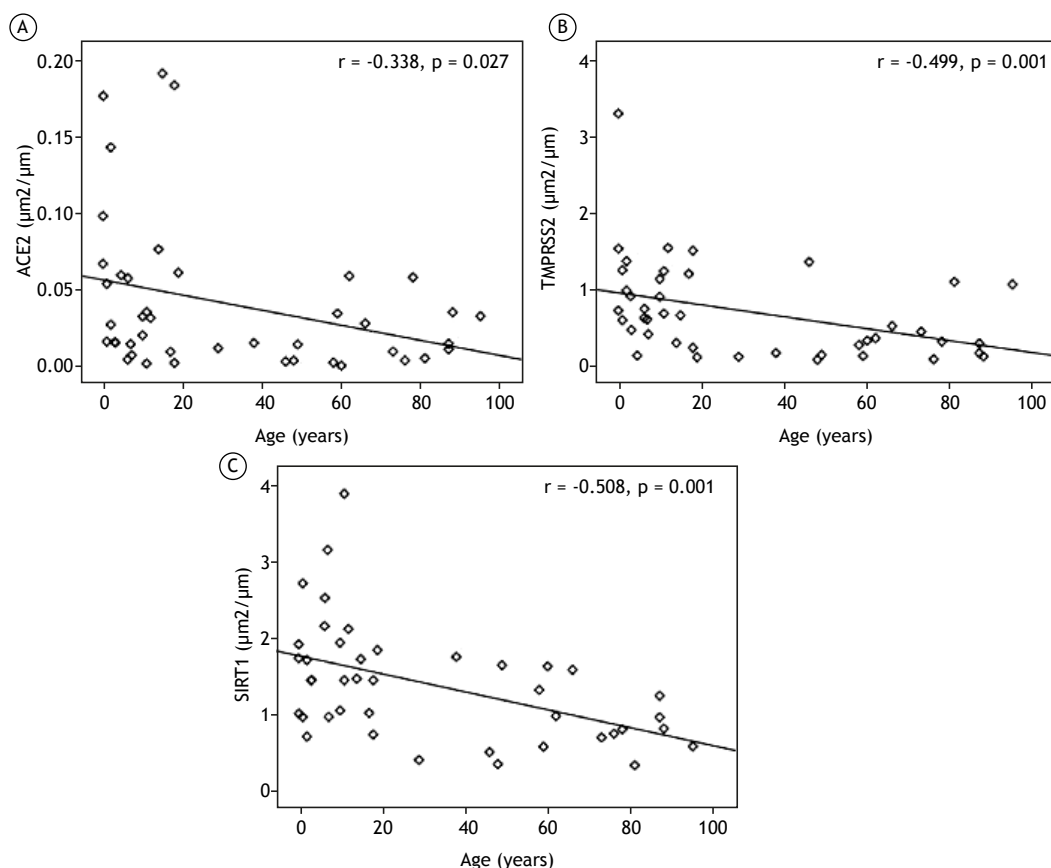 A
r = -0.338, p = 0.027
0.20
0.15
0.10
0.05
0.00
ACE2 (µm2/µm)
0 20 40 60 80 100
Age (years)
B
r = -0.499, p = 0.001
4
3
2
1
0
TMPRSS2 (µm2/µm)
0 20 40 60 80 100
Age (years)
C
r = -0.508, p = 0.001
4
3
2
1
0
SIRT1 (µm2/µm)
0 20 40 60 80 100
Age (years)